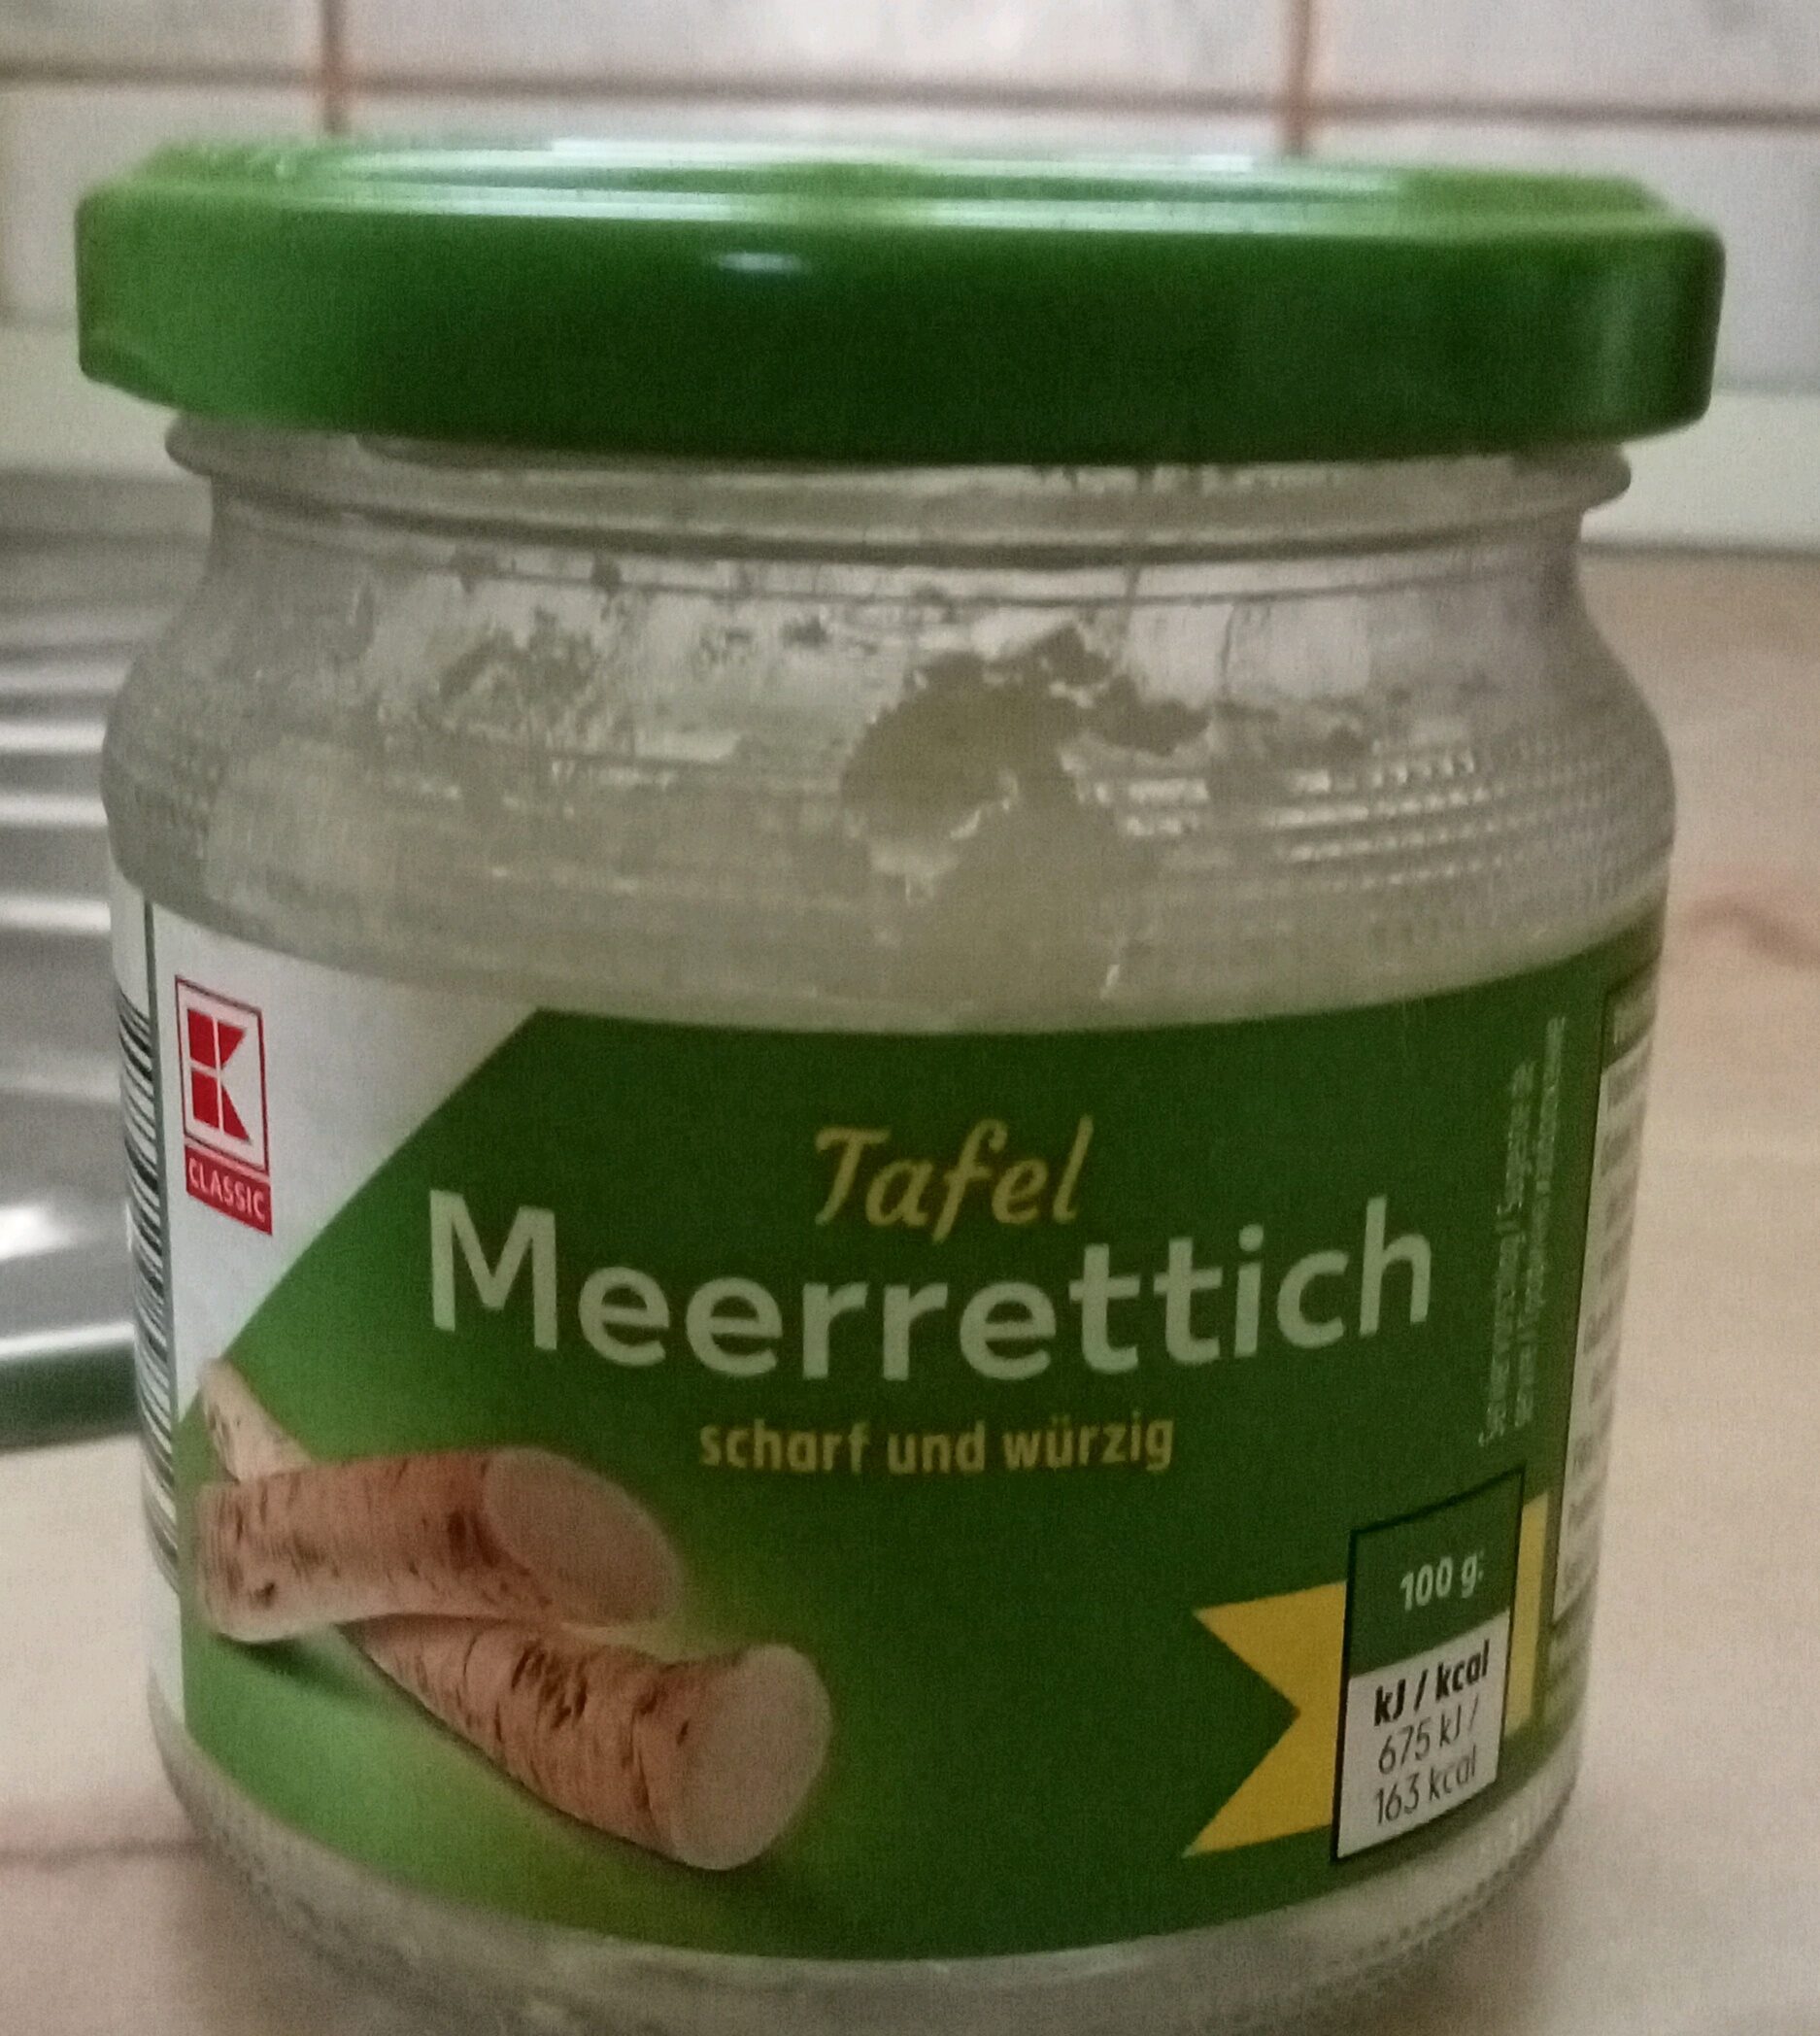 K
CLASSIC
Tafel
Meerrettich
scharf und würzig
100 g:
kJ / kcal
675 kJ /
163 kcal